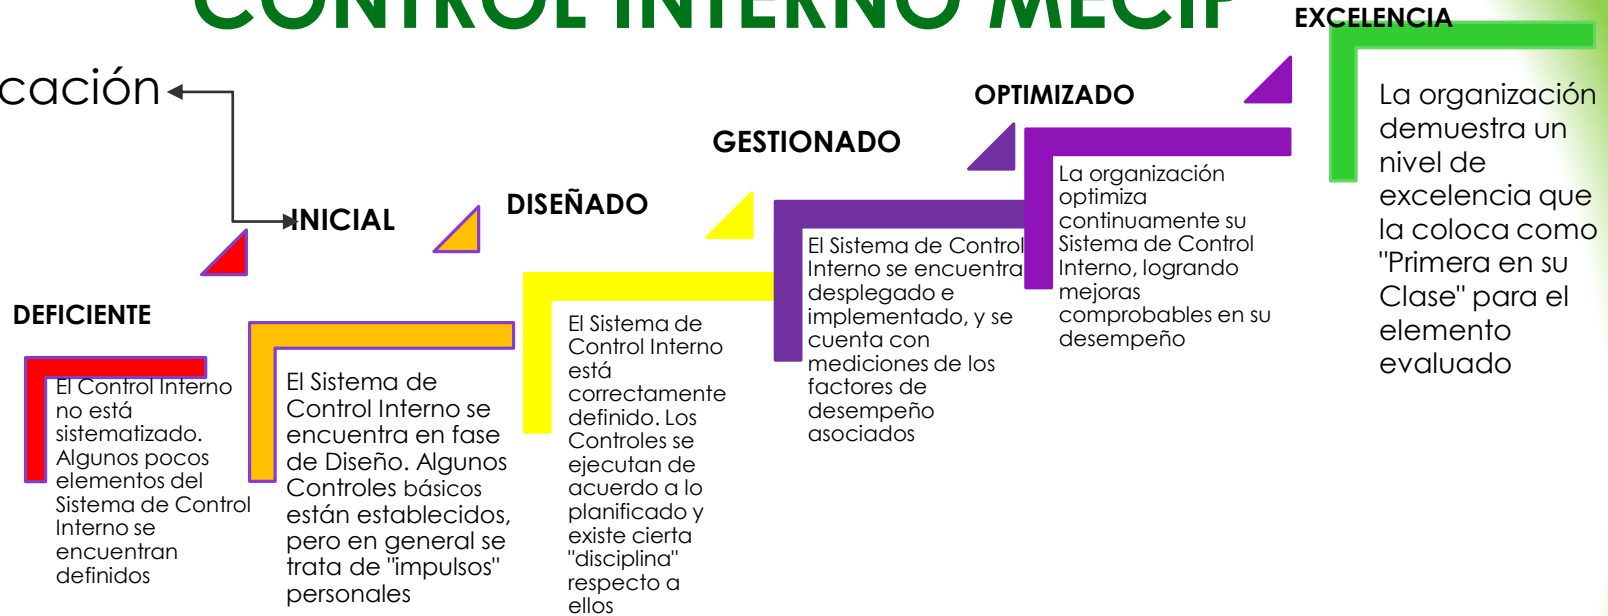 CONTROL INTERNO MECIP
EXCELENCIA
cación
OPTIMIZADO
GESTIONADO
DISEÑADO
INICIAL
DEFICIENTE
El Control Interno
no está
sistematizado.
Algunos pocos
elementos del
Sistema de Control
Interno se
encuentran
definidos
El Sistema de
Control Interno se
encuentra en fase
de Diseño. Algunos
Controles básicos
están establecidos,
pero en general se
trata de "impulsos"
personales
El Sistema de
Control Interno
está
correctamente
definido. Los
Controles se
ejecutan de
acuerdo a lo
planificado y
existe cierta
"disciplina"
respecto a
ellos
El Sistema de Control
Interno se encuentra
desplegado e
implementado, y se
cuenta con
mediciones de los
factores de
desempeño
asociados
La organización
optimiza
continuamente su
Sistema de Control
Interno, logrando
mejoras
comprobables en su
desempeño
La organización
demuestra un
nivel de
excelencia que
la coloca como
"Primera en su
Clase" para el
elemento
evaluado